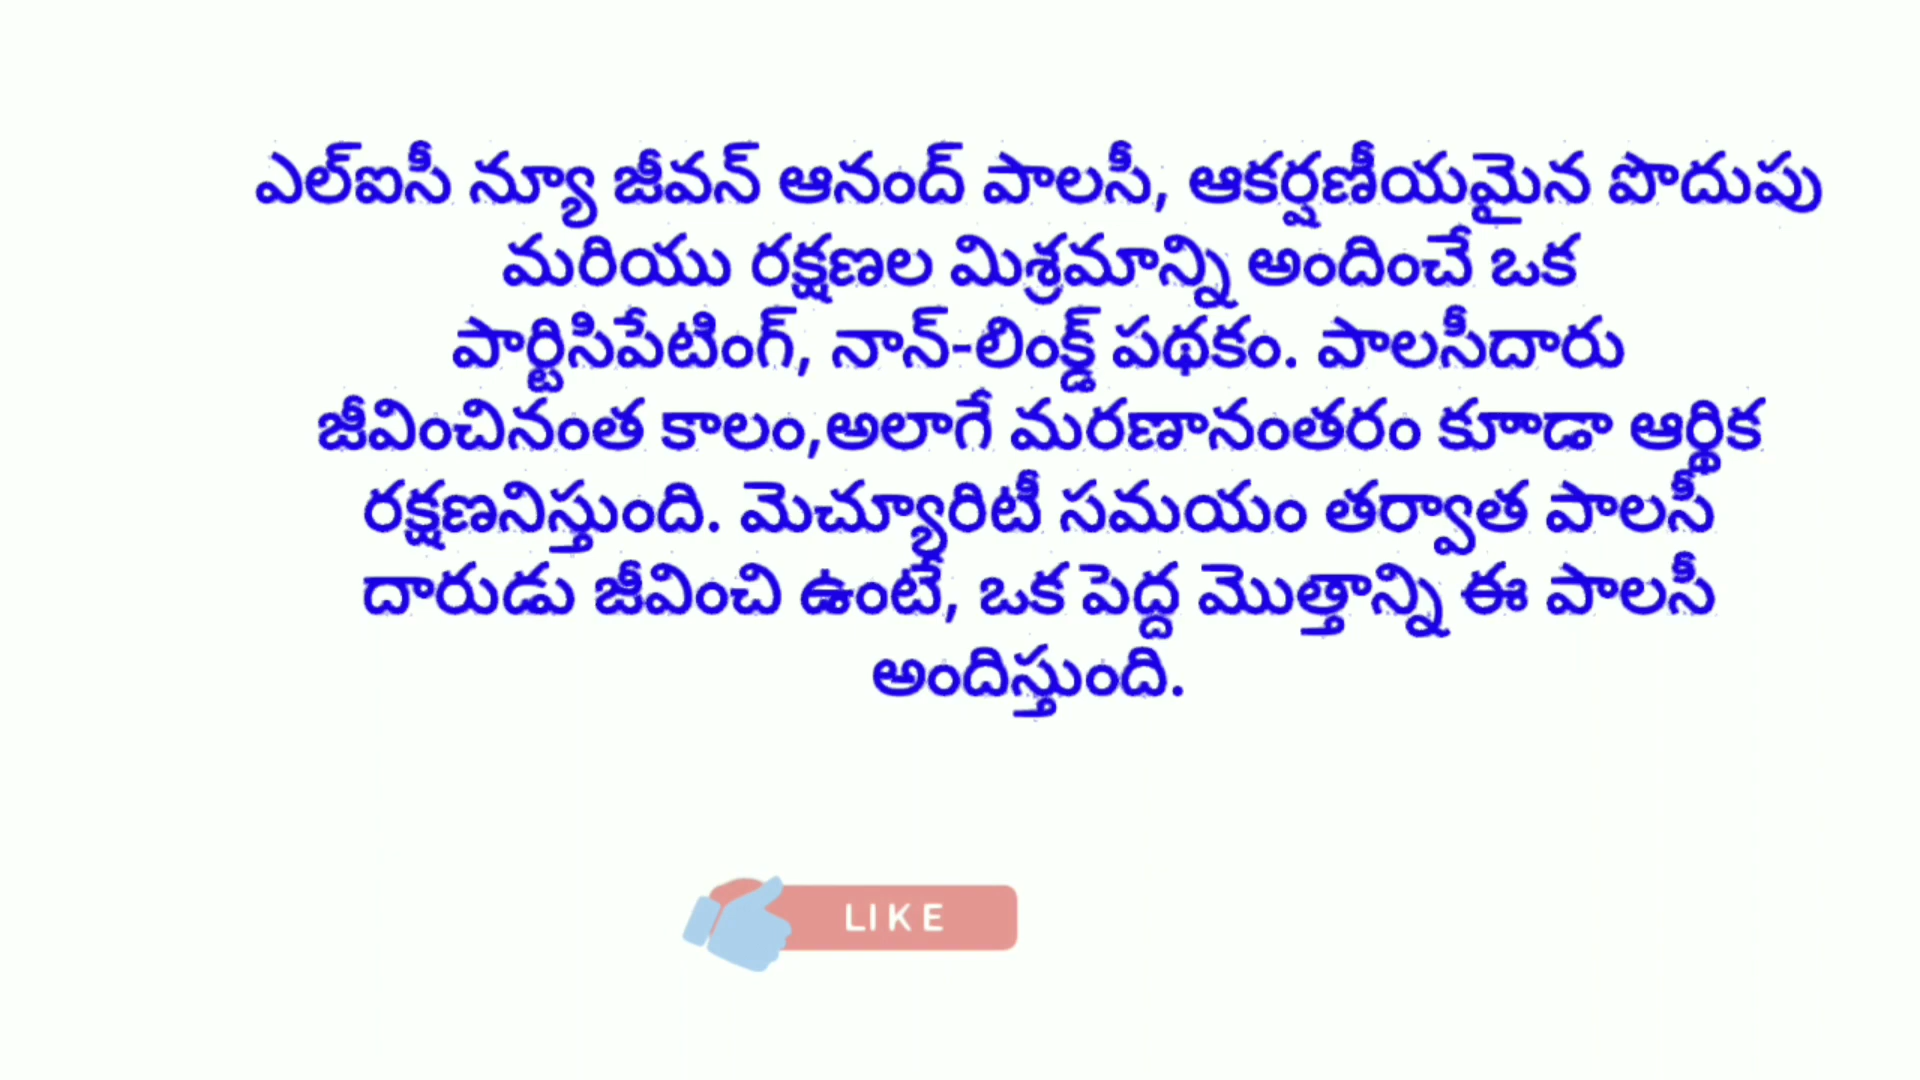 ఎల్ఐసీ న్యూ జీవన్ ఆనంద్ పాలసీ, ఆకర్షణీయమైన పొదుపు
మరియు రక్షణల మిశ్రమాన్ని అందించే ఒక
పార్టిసిపేటింగ్, నాన్-లింక్డ్ పథకం. పాలసీదారు
జీవించినంత కాలం,అలాగే మరణానంతరం కూడా ఆర్థిక
రక్షణనిస్తుంది. మెచ్యూరిటీ సమయం తర్వాత పాలసీ
దారుడు జీవించి ఉంటే, ఒక పెద్ద మొత్తాన్ని ఈ పాలసీ
అందిస్తుంది.
LIKE